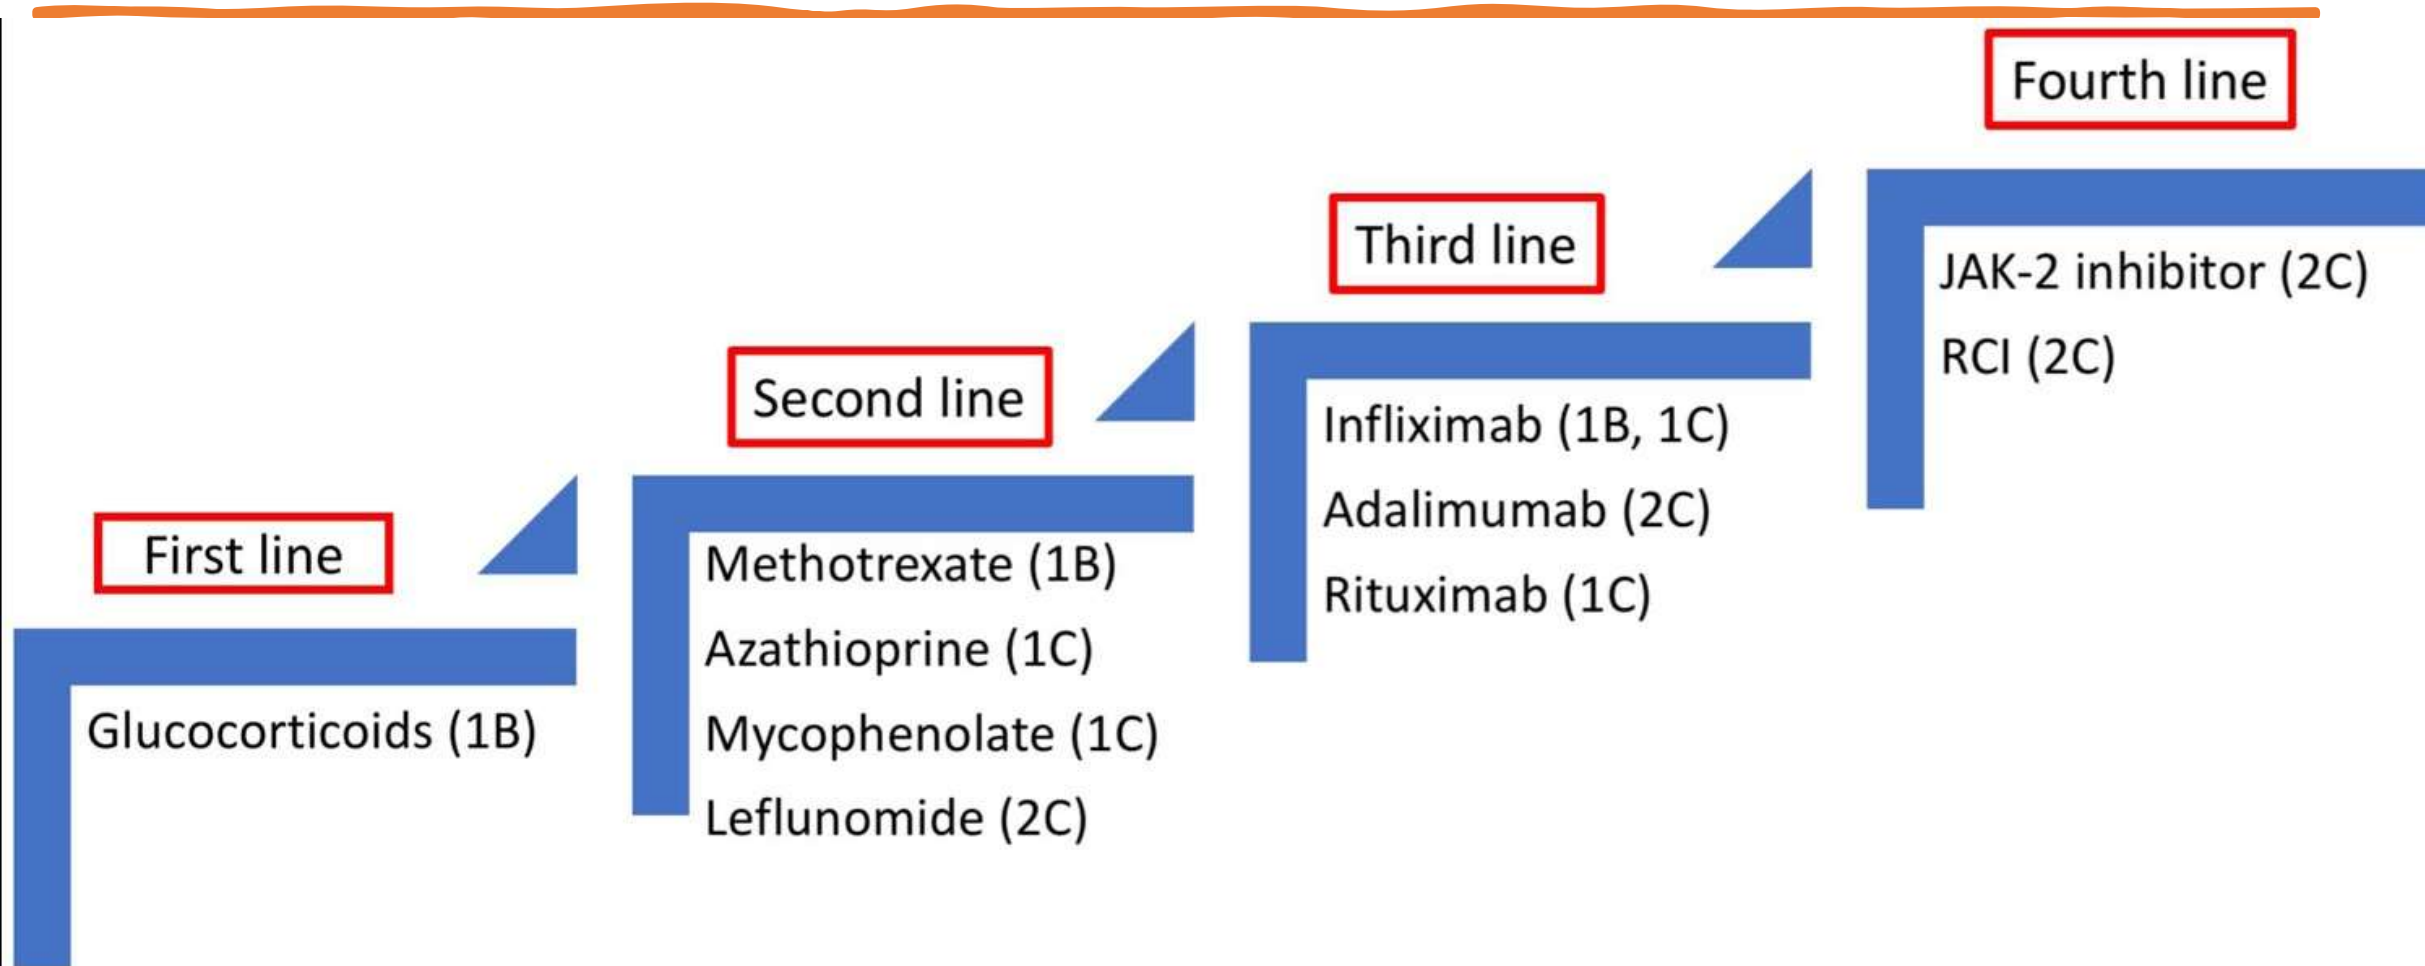 First line
Glucocorticoids (1B)
Second line
Methotrexate (1B)
Azathioprine (1C)
Mycophenolate (1C)
Leflunomide (2C)
Third line
Infliximab (1B, 1C)
Adalimumab (2C)
Rituximab (1C)
Fourth line
JAK-2 inhibitor (2C)
RCI (2C)